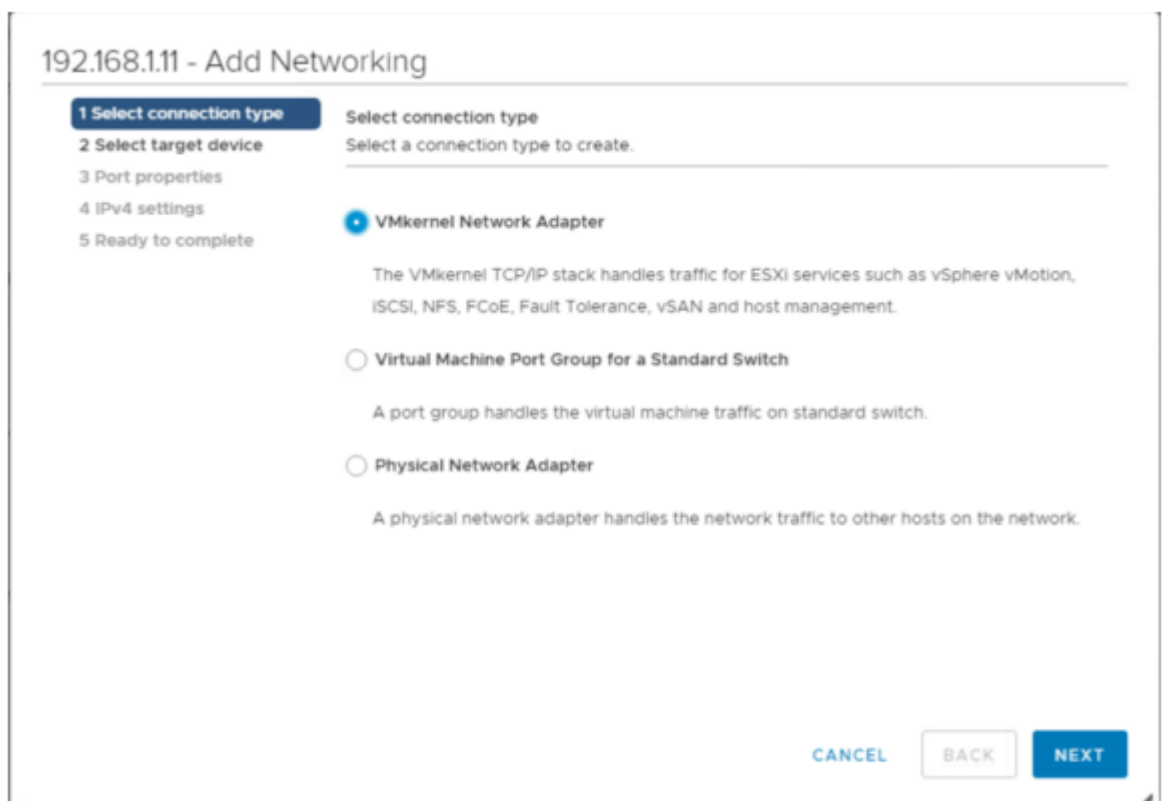 192.168.1.11 - Add Networking
1 Select connection type
2 Select target device
3 Port properties
4 IPv4 settings
5 Ready to complete
Select connection type
Select a connection type to create.
VMkernel Network Adapter
The VMkernel TCP/IP stack handles traffic for ESXi services such as vSphere vMotion,
iSCSI, NFS, FCoE, Fault Tolerance, vSAN and host management.
Virtual Machine Port Group for a Standard Switch
A port group handles the virtual machine traffic on standard switch.
Physical Network Adapter
A physical network adapter handles the network traffic to other hosts on the network.
CANCEL
BACK
NEXT